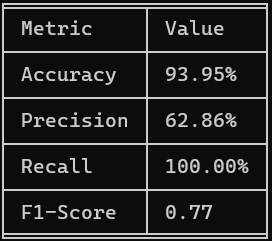 Metric Value
Accuracy 93.95%
Precision 62.86%
Recall 100.00%
F1-Score 0.77